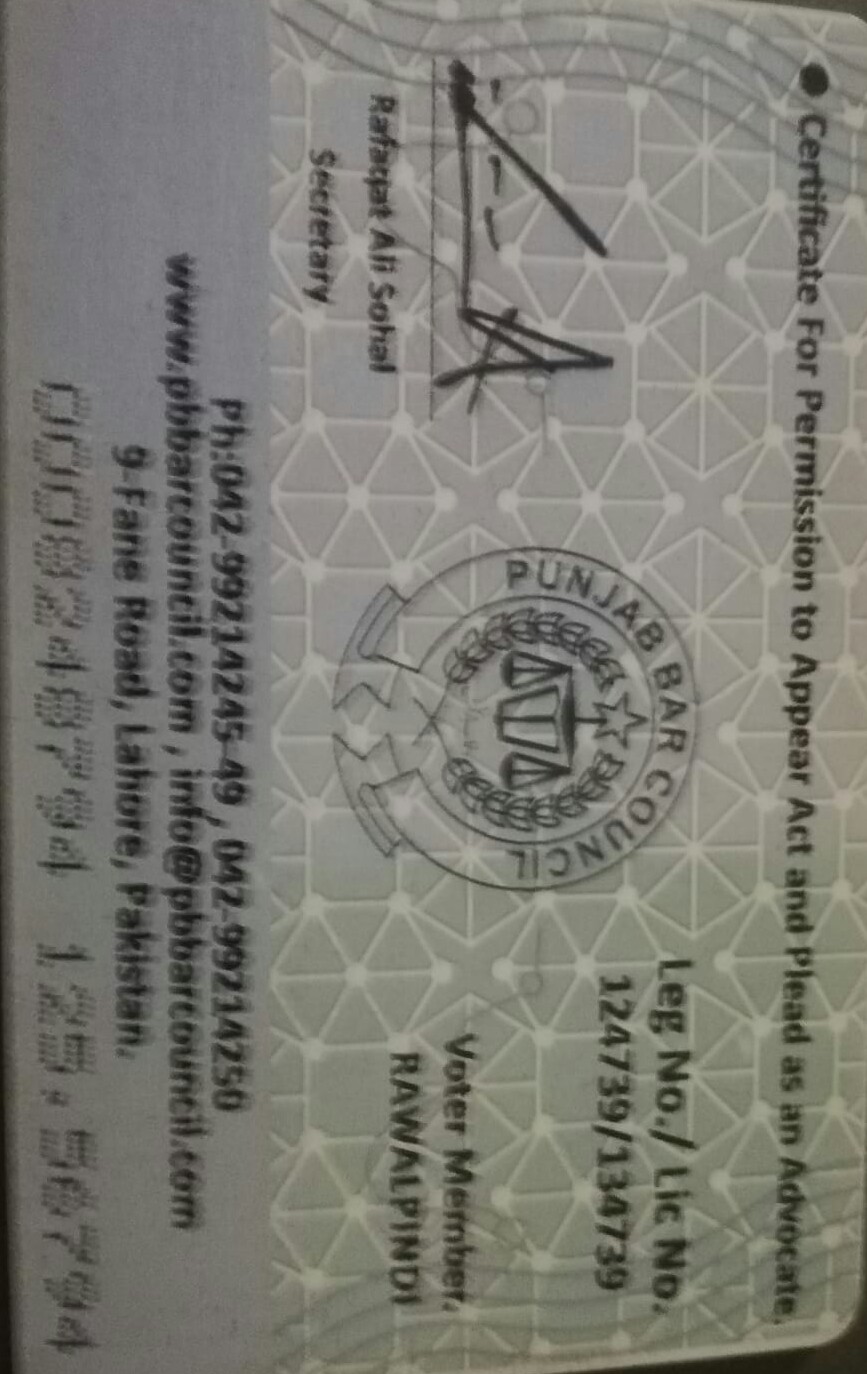 ● Certificate For Permission to Appear Act and Plead as an Advocate.
Leg No./ Lic No.
124739/134739
PUNJAB BAR COUNCIL
Voter Member.
RAWALPINDI
Rafaqat Ali Sohal
Secretary
Ph:042-99214245-49 , 042-99214250
www.pbbarcouncil.com , info@pbbarcouncil.com
9-Fane Road, Lahore, Pakistan.